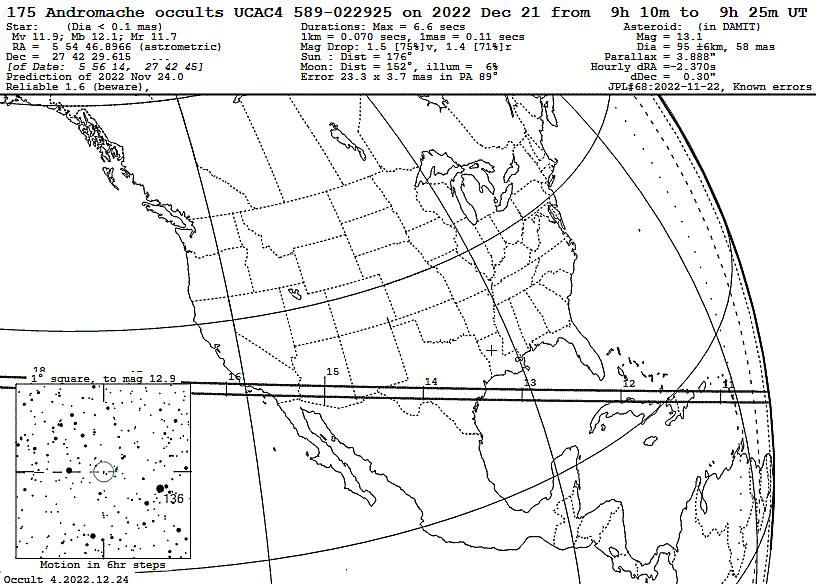 175 Andromache occults UCAC4 589-022925 on 2022 Dec 21 from 9h 10m to 9h 25m UT
Star: (Dia < 0.1 mas)
Mv 11.9; Mb 12.1; Mr 11.7
RA = 5 54 46.8966 (astrometric)
Dec = 27 42 29.615 ...
[of Date: 5 56 14, 27 42 45]
Prediction of 2022 Nov 24.0
Reliable 1.6 (beware),
Durations: Max = 6.6 secs
1km = 0.070 secs, 1mas = 0.11 secs
Mag Drop: 1.5 [75%]v, 1.4 [71%]r
Sun : Dist = 176°
Moon: Dist = 152°, illum = 6%
Error 23.3 x 3.7 mas in PA 89°
Asteroid: (in DAMIT)
Mag = 13.1
Dia = 95 ±6km, 58 mas
Parallax = 3.888"
Hourly dRA =-2.370s
dDec = 0.30"
JPL#68:2022-11-22, Known errors
18
16
15
14
13
12
11
1° square, to mag 12.9
136
Motion in 6hr steps
Occult 4.2022.12.24